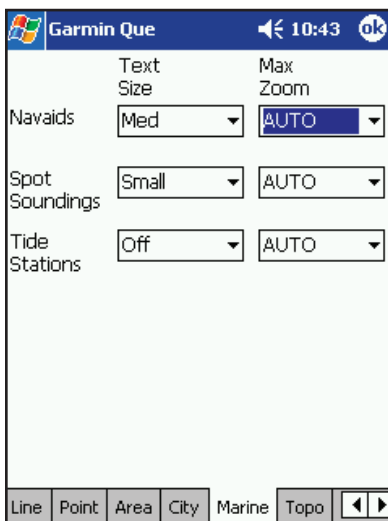 Garmin Que 10:43 ok
Text Size Max Zoom
Navaids Med AUTO
Spot Soundings Small AUTO
Tide Stations Off AUTO
Line Point Area City Marine Topo